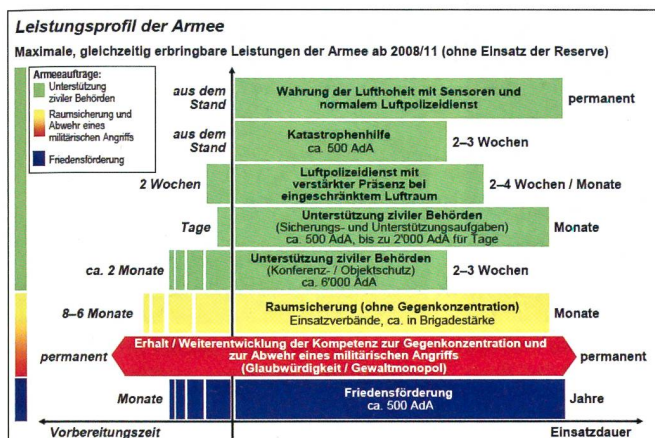 Leistungsprofil der Armee
Maximale, gleichzeitig erbringbare Leistungen der Armee ab 2008/11 (ohne Einsatz der Reserve)
Armeeaufträge:
Unterstützung
ziviler Behörden
Raumsicherung und
Abwehr eines
militärischen Angriffs
Friedensförderung
aus dem
Stand
Wahrung der Lufthoheit mit Sensoren und
normalem Luftpolizeidienst
permanent
aus dem
Stand
Katastrophenhilfe
ca. 500 AdA
2–3 Wochen
2 Wochen
Luftpolizeidienst mit
verstärkter Präsenz bei
eingeschränktem Luftraum
2–4 Wochen / Monate
Tage
Unterstützung ziviler Behörden
(Sicherungs- und Unterstützungsaufgaben)
ca. 500 AdA, bis zu 2'000 AdA für Tage
Monate
ca. 2 Monate
Unterstützung ziviler Behörden
(Konferenz- / Objektschutz)
ca. 6'000 AdA
2–3 Wochen
8–6 Monate
Raumsicherung (ohne Gegenkonzentration)
Einsatzverbände, ca. in Brigadestärke
Monate
permanent
Erhalt / Weiterentwicklung der Kompetenz zur Gegenkonzentration und
zur Abwehr eines militärischen Angriffs
(Glaubwürdigkeit / Gewaltmonopol)
permanent
Monate
Friedensförderung
ca. 500 AdA
Jahre
Vorbereitungszeit
Einsatzdauer